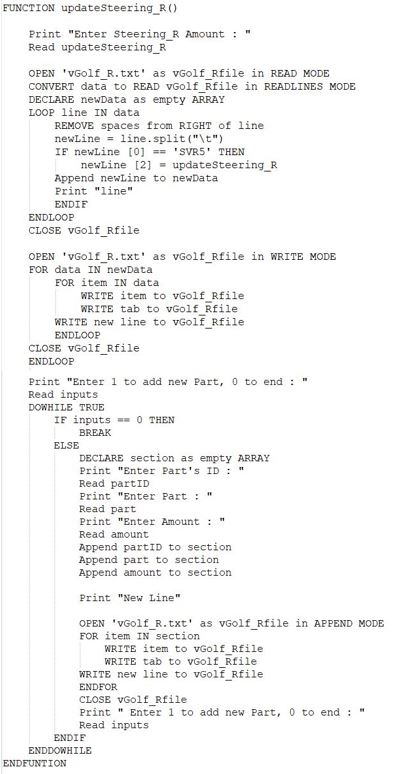 FUNCTION updateSteering_R()
Print "Enter Steering_R Amount : "
Read updateSteering_R
OPEN 'vGolf_R.txt' as vGolf_Rfile in READ MODE
CONVERT data to READ vGolf_Rfile in READLINES MODE
DECLARE newData as empty ARRAY
LOOP line IN data
REMOVE spaces from RIGHT of line
newLine = line.split("\t")
IF newLine [0] == 'SVR5' THEN
newLine [2] = updateSteering_R
Append newLine to newData
Print "line"
ENDIF
ENDLOOP
CLOSE vGolf_Rfile
OPEN 'vGolf_R.txt' as vGolf_Rfile in WRITE MODE
FOR data IN newData
FOR item IN data
WRITE item to vGolf_Rfile
WRITE tab to vGolf_Rfile
WRITE new line to vGolf_Rfile
ENDLOOP
CLOSE vGolf_Rfile
ENDLOOP
Print "Enter 1 to add new Part, 0 to end : "
Read inputs
DOWHILE TRUE
IF inputs == 0 THEN
BREAK
ELSE
DECLARE section as empty ARRAY
Print "Enter Part's ID : "
Read partID
Print "Enter Part : "
Read part
Print "Enter Amount : "
Read amount
Append partID to section
Append part to section
Append amount to section
Print "New Line"
OPEN 'vGolf_R.txt' as vGolf_Rfile in APPEND MODE
FOR item IN section
WRITE item to vGolf_Rfile
WRITE tab to vGolf_Rfile
WRITE new line to vGolf_Rfile
ENDFOR
CLOSE vGolf_Rfile
Print " Enter 1 to add new Part, 0 to end : "
Read inputs
ENDIF
ENDDOWHILE
ENDFUNTION